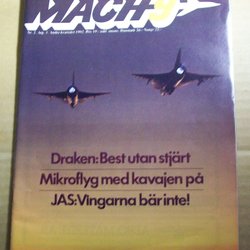 MACH
Draken: Best utan stjärt
Mikroflyg med kavajen på
JAS: Vingarna bär inte!